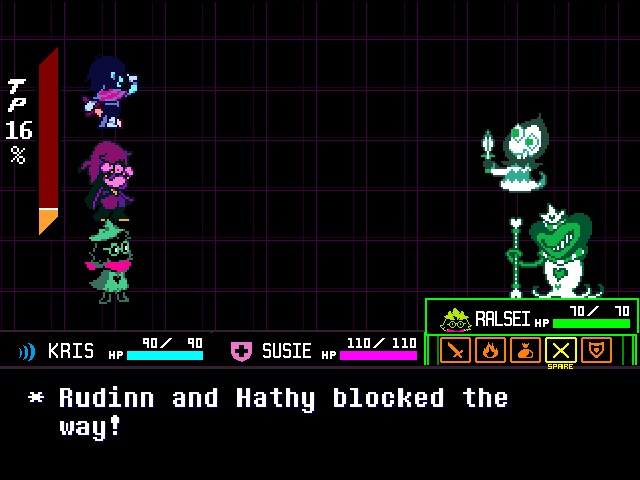 TP
16
%
KRIS HP 90/ 90
SUSIE HP 110/ 110
RALSEI HP 70/ 70
SPARE
* Rudinn and Hathy blocked the
way!